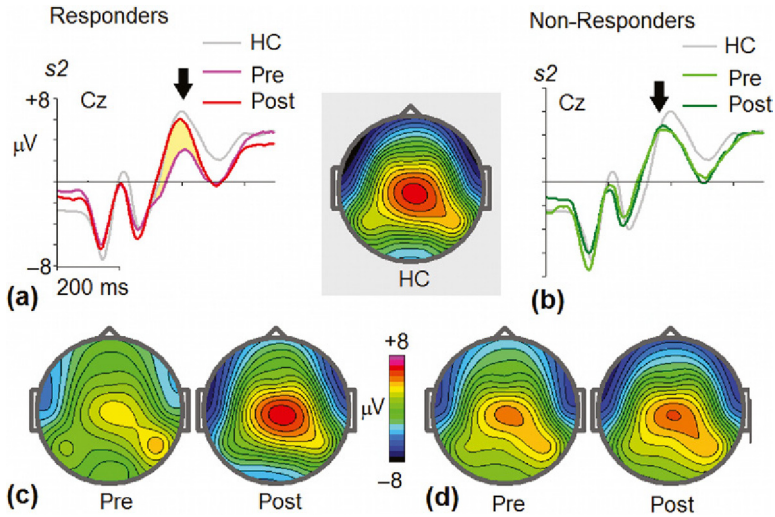 Responders
HC
Pre
Post
s2
Cz
+8
μV
−8
200 ms
(a)
HC
Non-Responders
HC
Pre
Post
s2
Cz
(b)
+8
μV
−8
(c)
Pre
Post
(d)
Pre
Post